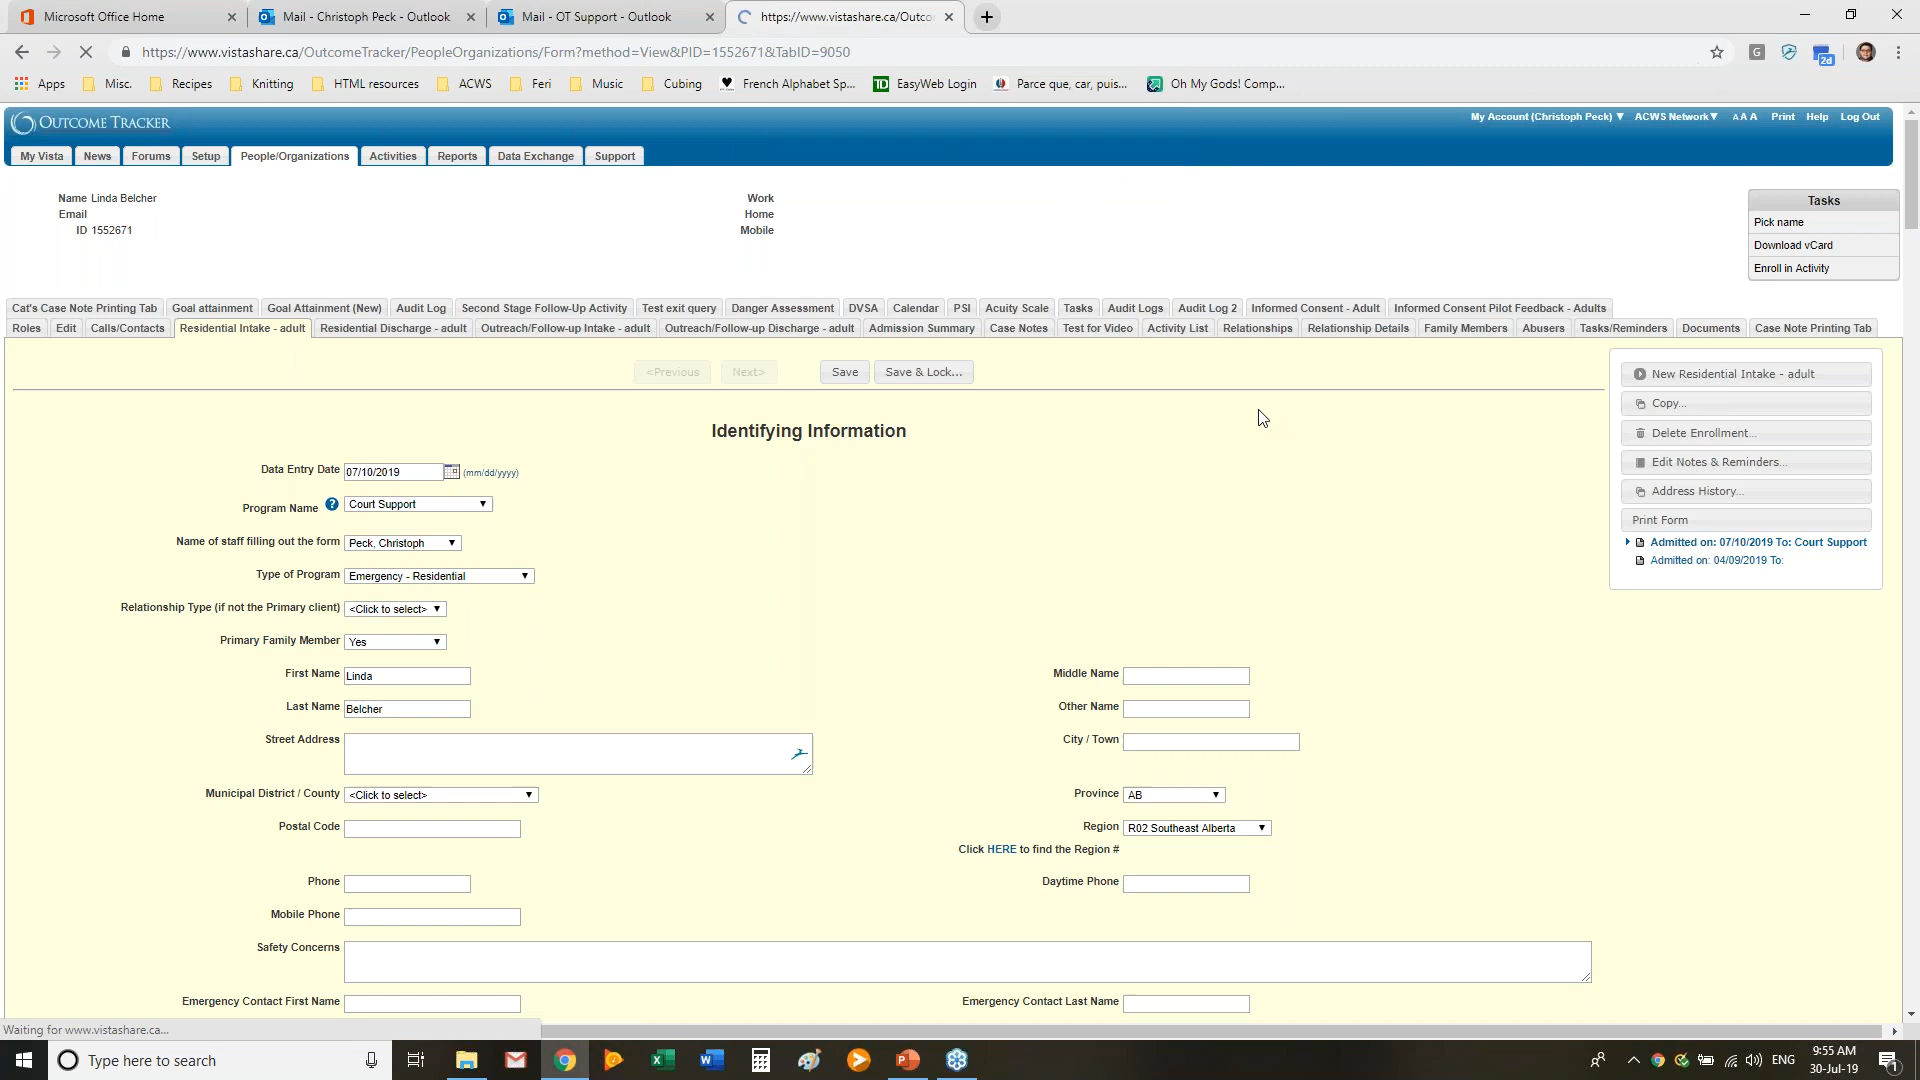 Microsoft Office Home
Mail - Christoph Peck - Outlook
Mail - OT Support - Outlook
https://www.vistashare.ca/Outco
https://www.vistashare.ca/OutcomeTracker/PeopleOrganizations/Form?method=View&PID=1552671&TabID=9050
G
2d
Apps Misc. Recipes Knitting HTML resources ACWS Feri Music Cubing French Alphabet Sp... TD EasyWeb Login Parce que, car, puis... Oh My Gods! Comp...
OUTCOME TRACKER
My Account (Christoph Peck) ▼ ACWS Network▼ A A A Print Help Log Out
My Vista News Forums Setup People/Organizations Activities Reports Data Exchange Support
Name Linda Belcher
Email
ID 1552671
Work
Home
Mobile
Tasks
Pick name
Download vCard
Enroll in Activity
Cat's Case Note Printing Tab Goal attainment Goal Attainment (New) Audit Log Second Stage Follow-Up Activity Test exit query Danger Assessment DVSA Calendar PSI Acuity Scale Tasks Audit Logs Audit Log 2 Informed Consent - Adult Informed Consent Pilot Feedback - Adults
Roles Edit Calls/Contacts Residential Intake - adult Residential Discharge - adult Outreach/Follow-up Intake - adult Outreach/Follow-up Discharge - adult Admission Summary Case Notes Test for Video Activity List Relationships Relationship Details Family Members Abusers Tasks/Reminders Documents Case Note Printing Tab
<Previous Next> Save Save & Lock...
New Residential Intake - adult
Copy...
Delete Enrollment...
Edit Notes & Reminders...
Address History...
Print Form
Admitted on: 07/10/2019 To: Court Support
Admitted on: 04/09/2019 To:
Identifying Information
Data Entry Date 07/10/2019 (mm/dd/yyyy)
Program Name ? Court Support
Name of staff filling out the form Peck, Christoph
Type of Program Emergency - Residential
Relationship Type (if not the Primary client) <Click to select>
Primary Family Member Yes
First Name Linda Middle Name
Last Name Belcher Other Name
Street Address City / Town
Municipal District / County <Click to select> Province AB
Postal Code Region R02 Southeast Alberta
Click HERE to find the Region #
Phone Daytime Phone
Mobile Phone
Safety Concerns
Emergency Contact First Name Emergency Contact Last Name
Waiting for www.vistashare.ca...
Type here to search
ENG
9:55 AM
30-Jul-19
1